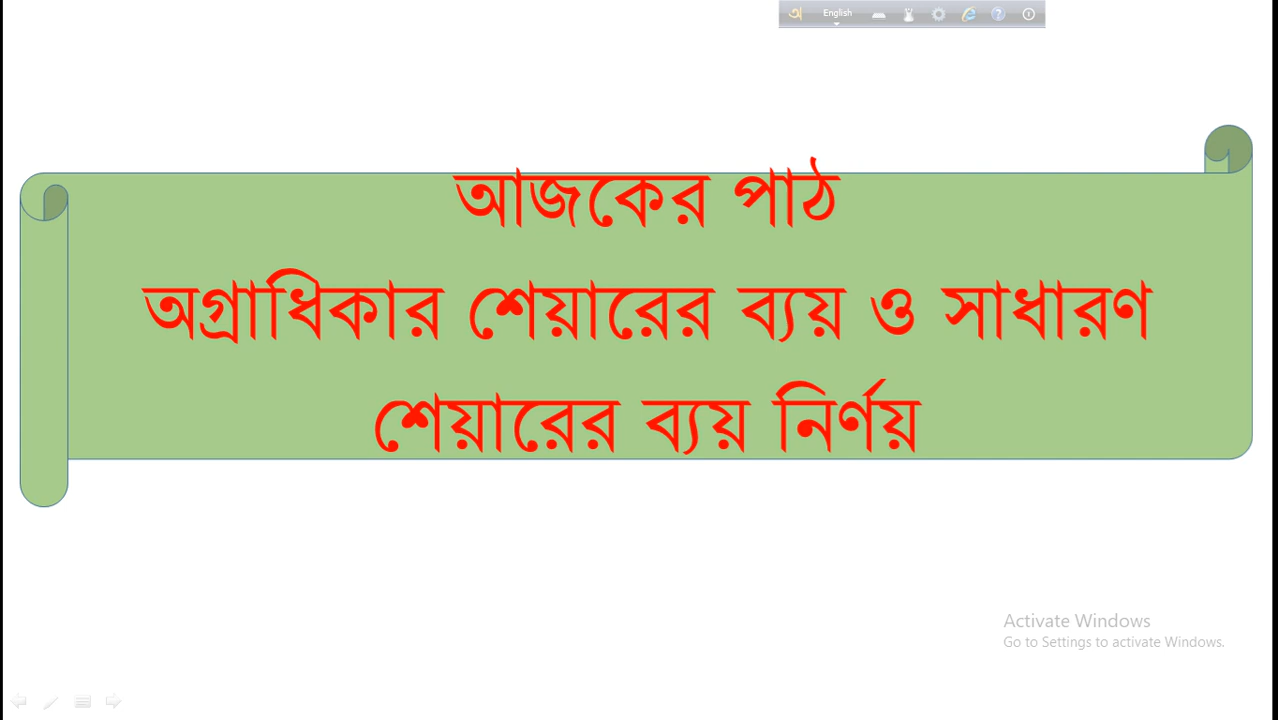 অ English
আজকের পাঠ
অগ্রাধিকার শেয়ারের ব্যয় ও সাধারণ
শেয়ারের ব্যয় নির্ণয়
Activate Windows
Go to Settings to activate Windows.